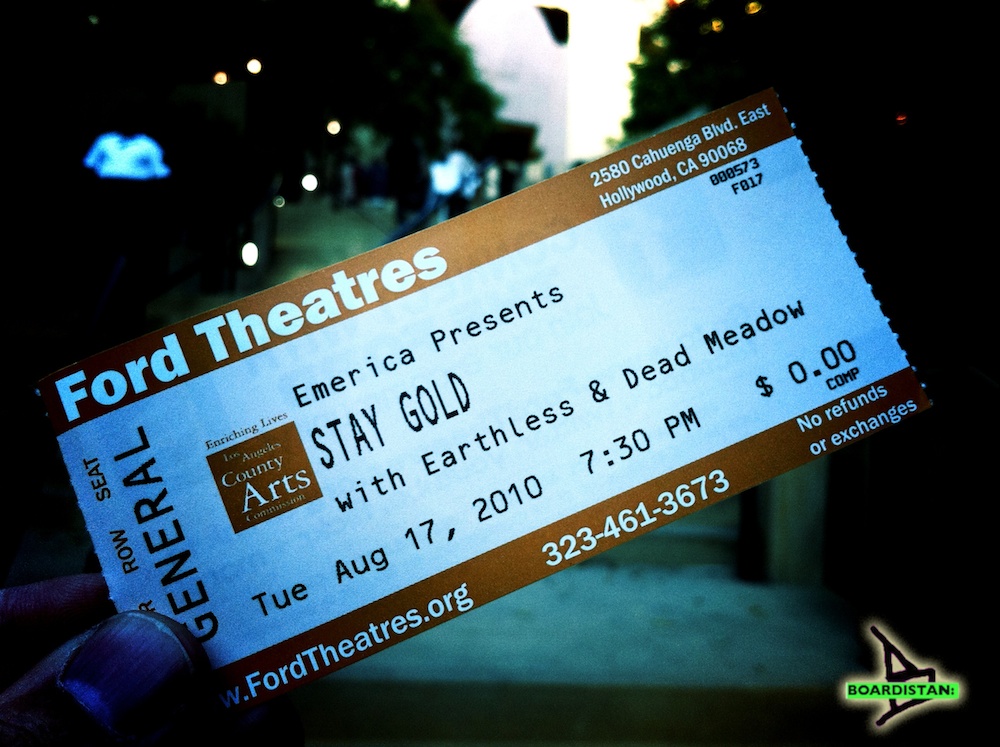 Ford Theatres
2580 Cahuenga Blvd. East
Hollywood, CA 90068
000573
F017
Emerica Presents
STAY GOLD
with Earthless & Dead Meadow
Tue Aug 17, 2010 7:30 PM
$ 0.00
COMP
No refunds
or exchanges
Enriching Lives
Los Angeles
County
Arts
Commission
ROW SEAT
GENERAL
w.FordTheatres.org
323-461-3673
BOARDISTAN: